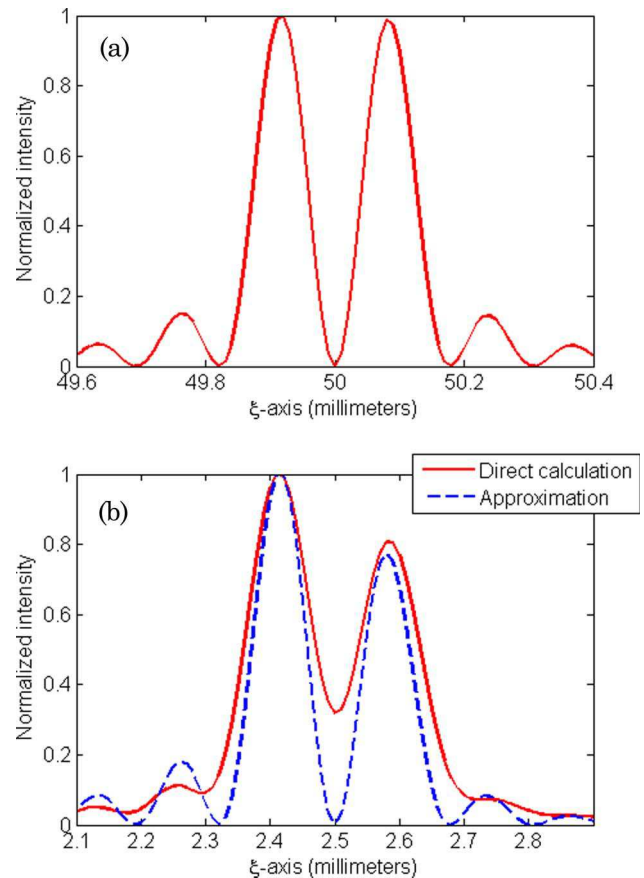 (a)
Normalized intensity
1
0.8
0.6
0.4
0.2
0
49.6 49.8 50 50.2 50.4
ξ-axis (millimeters)
Direct calculation
Approximation
(b)
Normalized intensity
1
0.8
0.6
0.4
0.2
0
2.1 2.2 2.3 2.4 2.5 2.6 2.7 2.8
ξ-axis (millimeters)